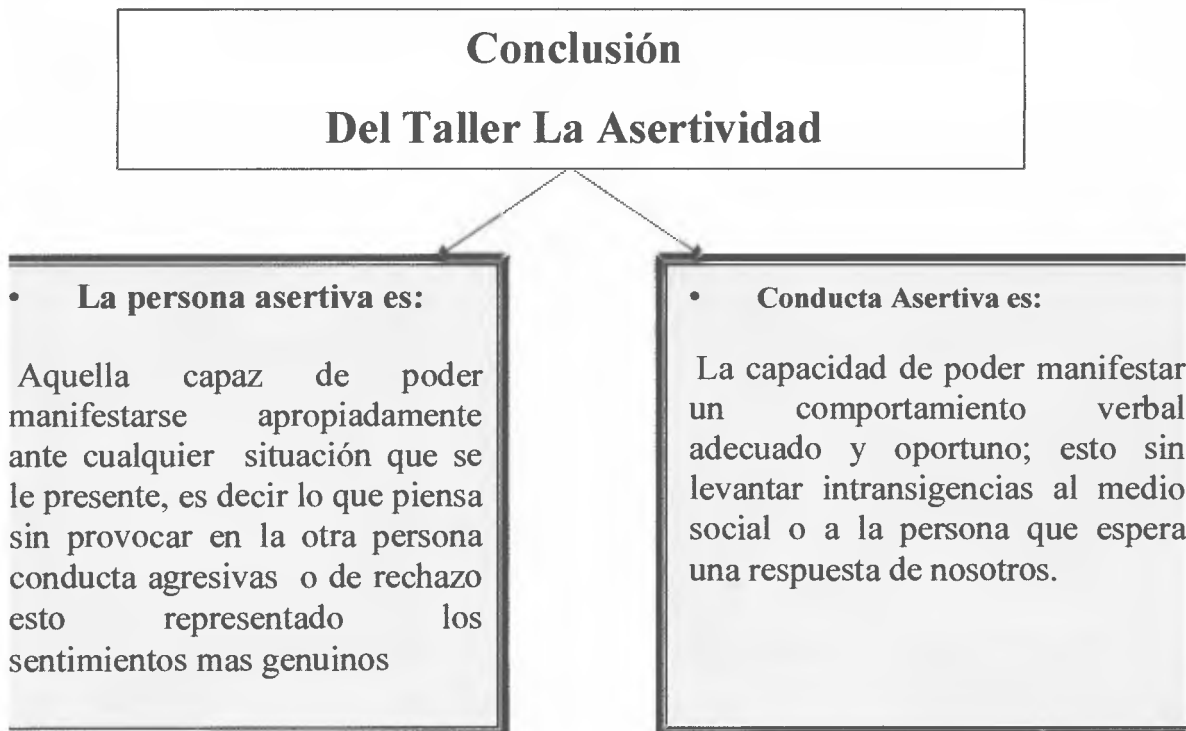 Conclusión
Del Taller La Asertividad
• La persona asertiva es:
Aquella capaz de poder
manifestarse apropiadamente
ante cualquier situación que se
le presente, es decir lo que piensa
sin provocar en la otra persona
conducta agresivas o de rechazo
esto representado los
sentimientos mas genuinos
• Conducta Asertiva es:
La capacidad de poder manifestar
un comportamiento verbal
adecuado y oportuno; esto sin
levantar intransigencias al medio
social o a la persona que espera
una respuesta de nosotros.